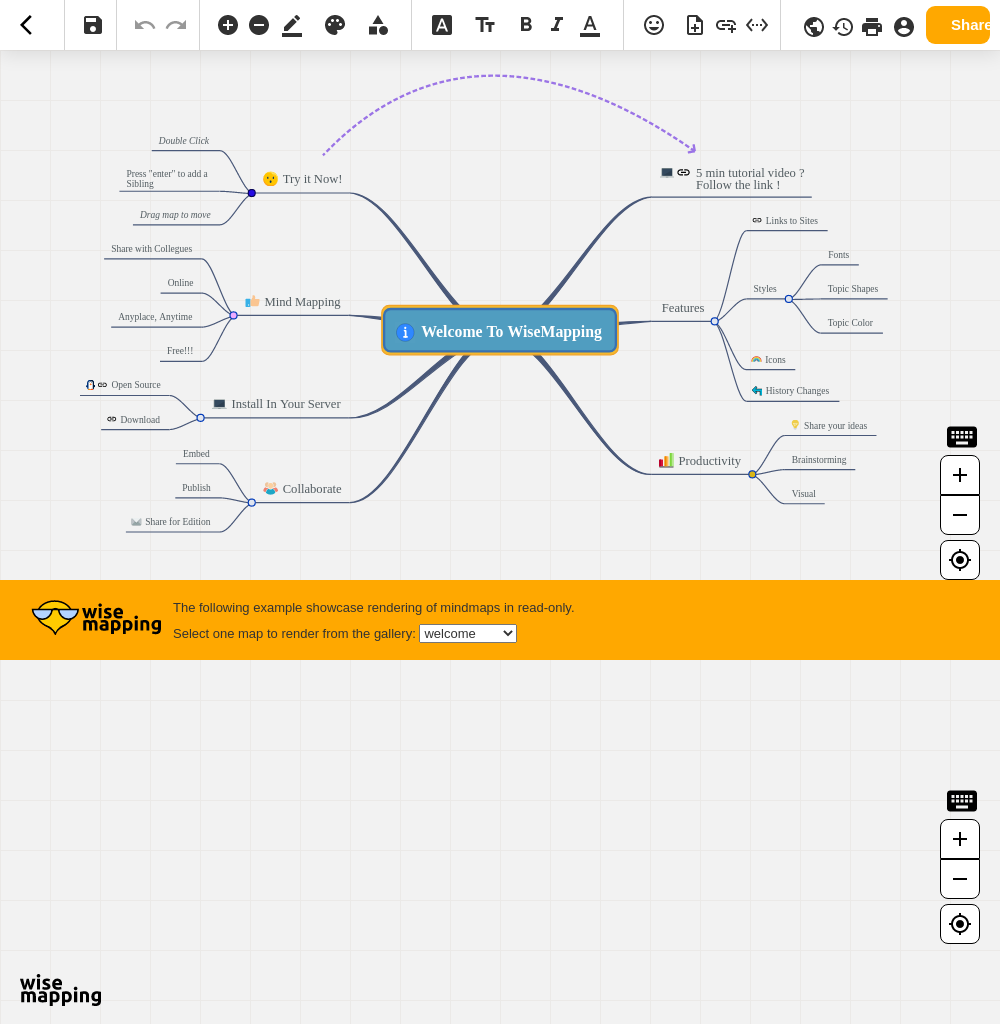 Share
Double Click
Press "enter" to add a
Sibling
Drag map to move
Try it Now!
Share with Collegues
Online
Anyplace, Anytime
Free!!!
Mind Mapping
Open Source
Download
Install In Your Server
Embed
Publish
Share for Edition
Collaborate
Welcome To WiseMapping
5 min tutorial video ?
Follow the link !
Features
Links to Sites
Styles
Fonts
Topic Shapes
Topic Color
Icons
History Changes
Productivity
Share your ideas
Brainstorming
Visual
wise
mapping
The following example showcase rendering of mindmaps in read-only.
Select one map to render from the gallery: welcome
wise
mapping